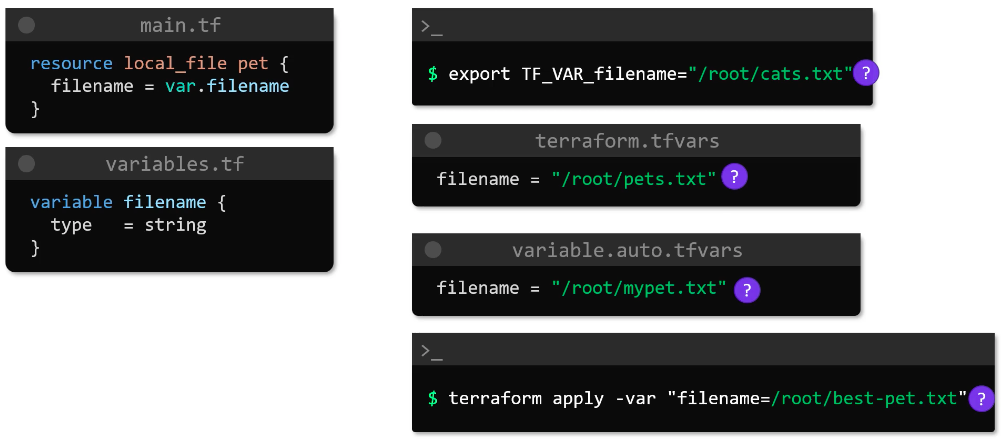 main.tf
resource local_file pet {
  filename = var.filename
}
variables.tf
variable filename {
  type   = string
}
>_
$ export TF_VAR_filename="/root/cats.txt" ?
terraform.tfvars
filename = "/root/pets.txt" ?
variable.auto.tfvars
filename = "/root/mypet.txt" ?
>_
$ terraform apply -var "filename=/root/best-pet.txt" ?